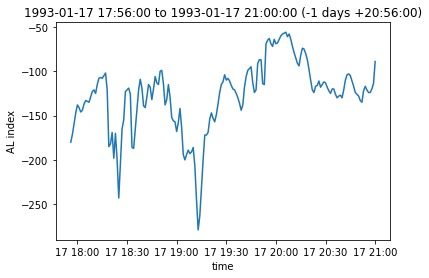 1993-01-17 17:56:00 to 1993-01-17 21:00:00 (-1 days +20:56:00)
−50
−100
−150
−200
−250
AL index
17 18:00 17 18:30 17 19:00 17 19:30 17 20:00 17 20:30 17 21:00
time